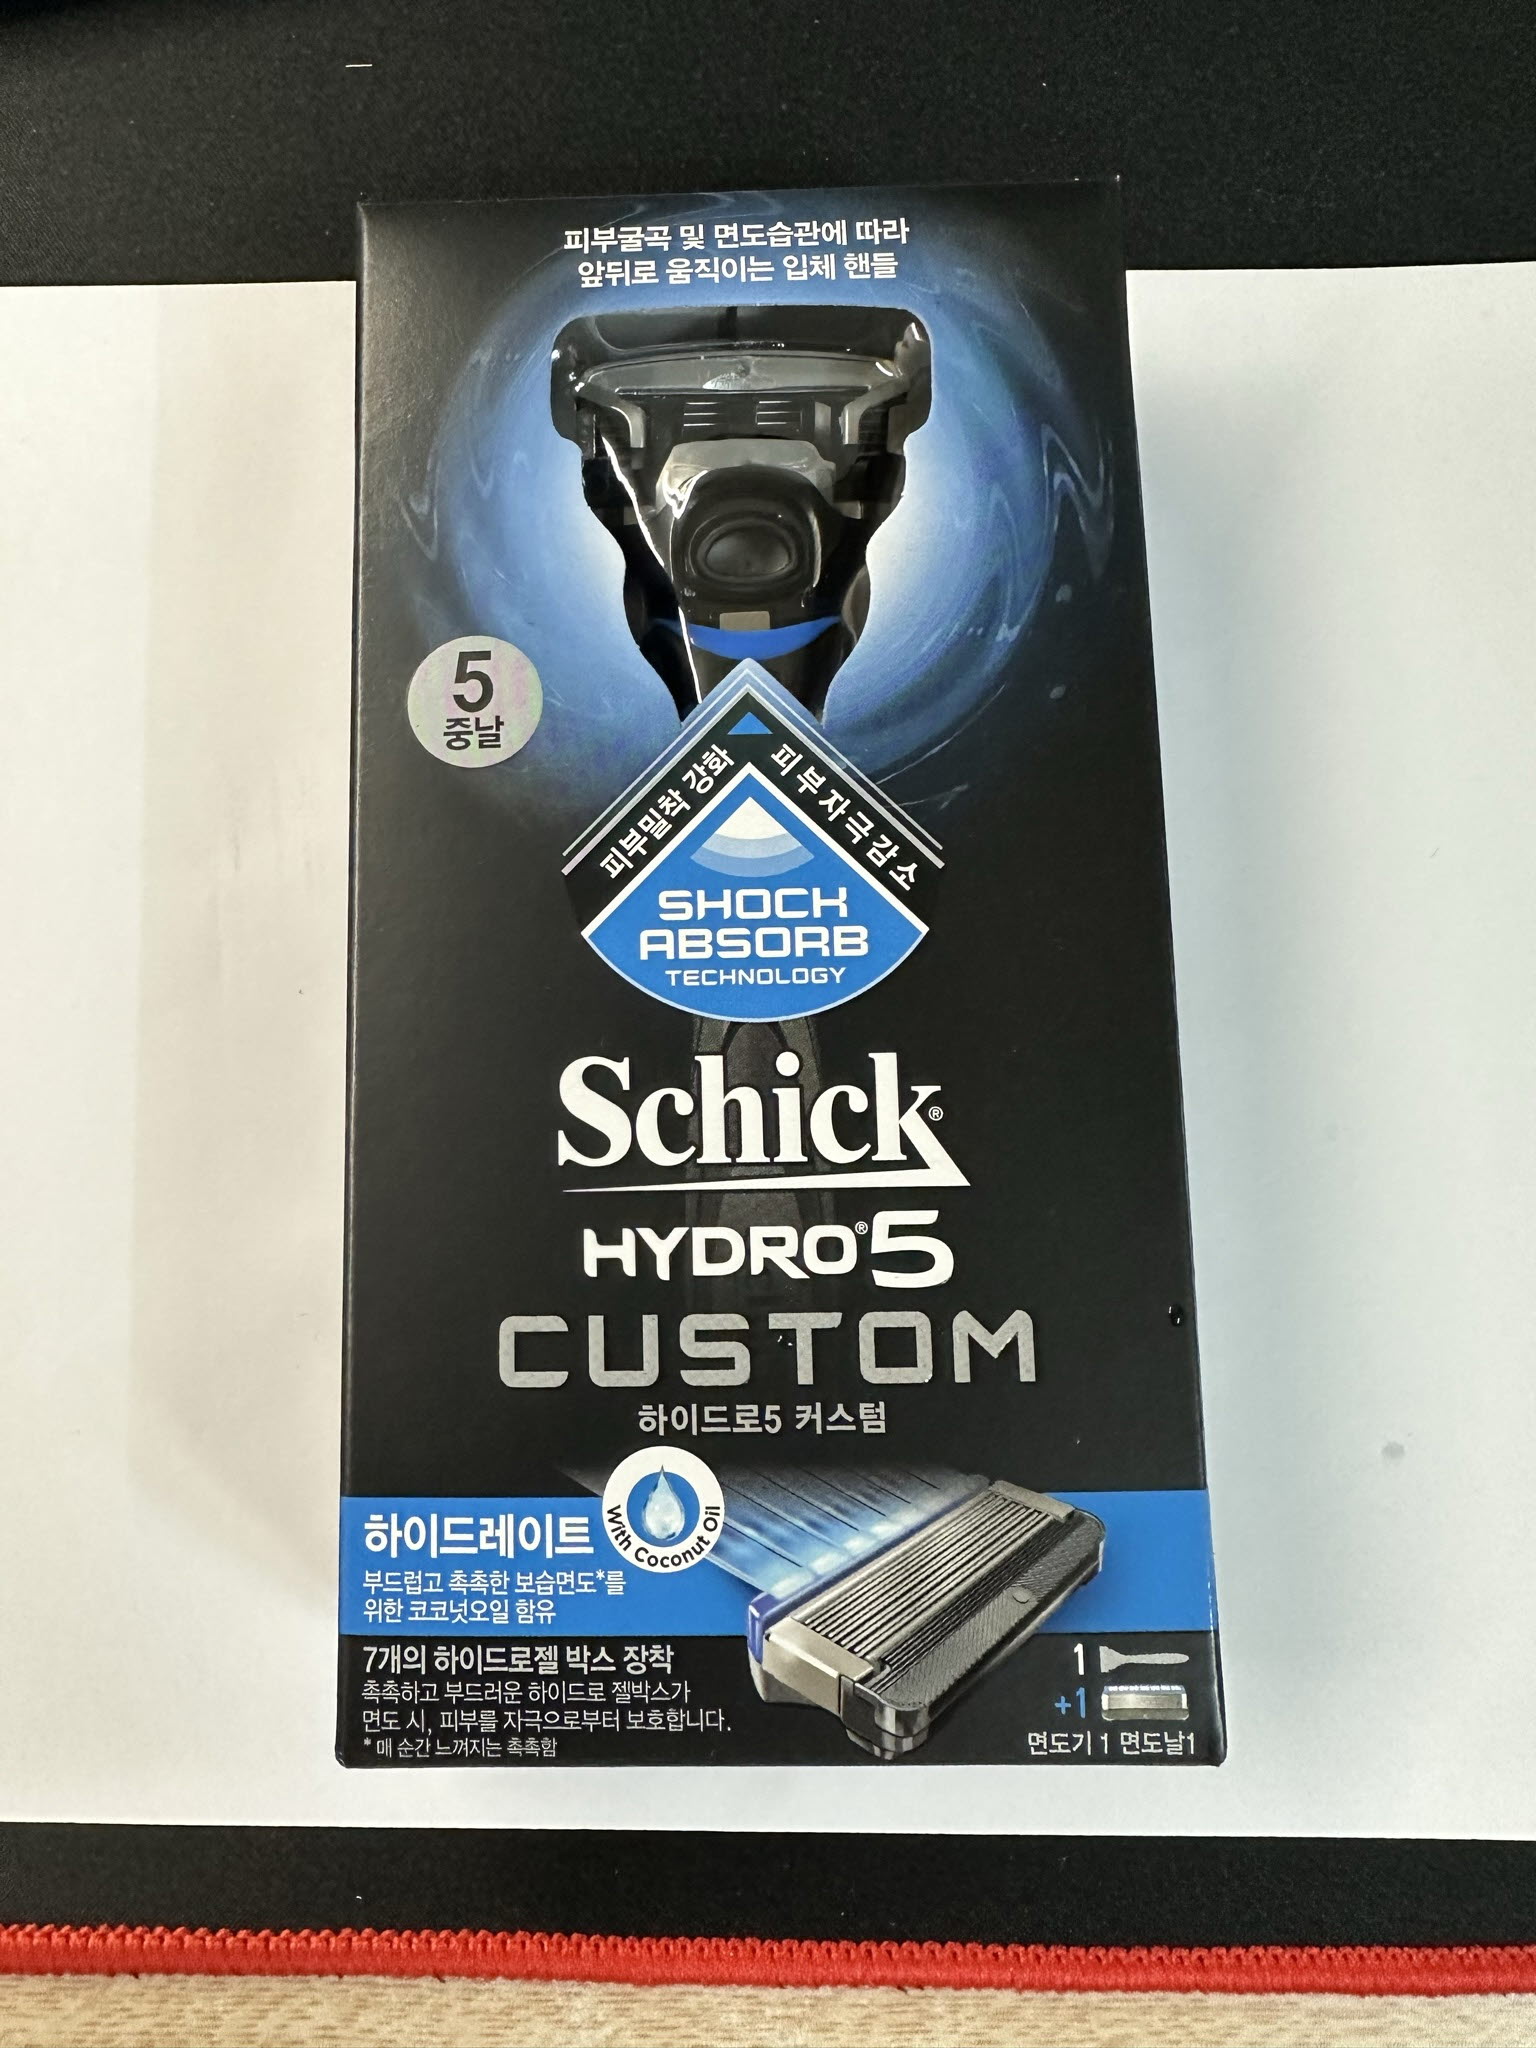 피부굴곡 및 면도습관에 따라
앞뒤로 움직이는 입체 핸들
5
중날
피부밀착 강화
피부자극감소
SHOCK
ABSORB
TECHNOLOGY
Schick®
HYDRO®5
CUSTOM
하이드로5 커스텀
With Coconut Oil
하이드레이트
부드럽고 촉촉한 보습면도*를
위한 코코넛오일 함유
7개의 하이드로젤 박스 장착
촉촉하고 부드러운 하이드로 젤박스가
면도 시, 피부를 자극으로부터 보호합니다.
* 매 순간 느껴지는 촉촉함
1
+1
면도기 1 면도날1